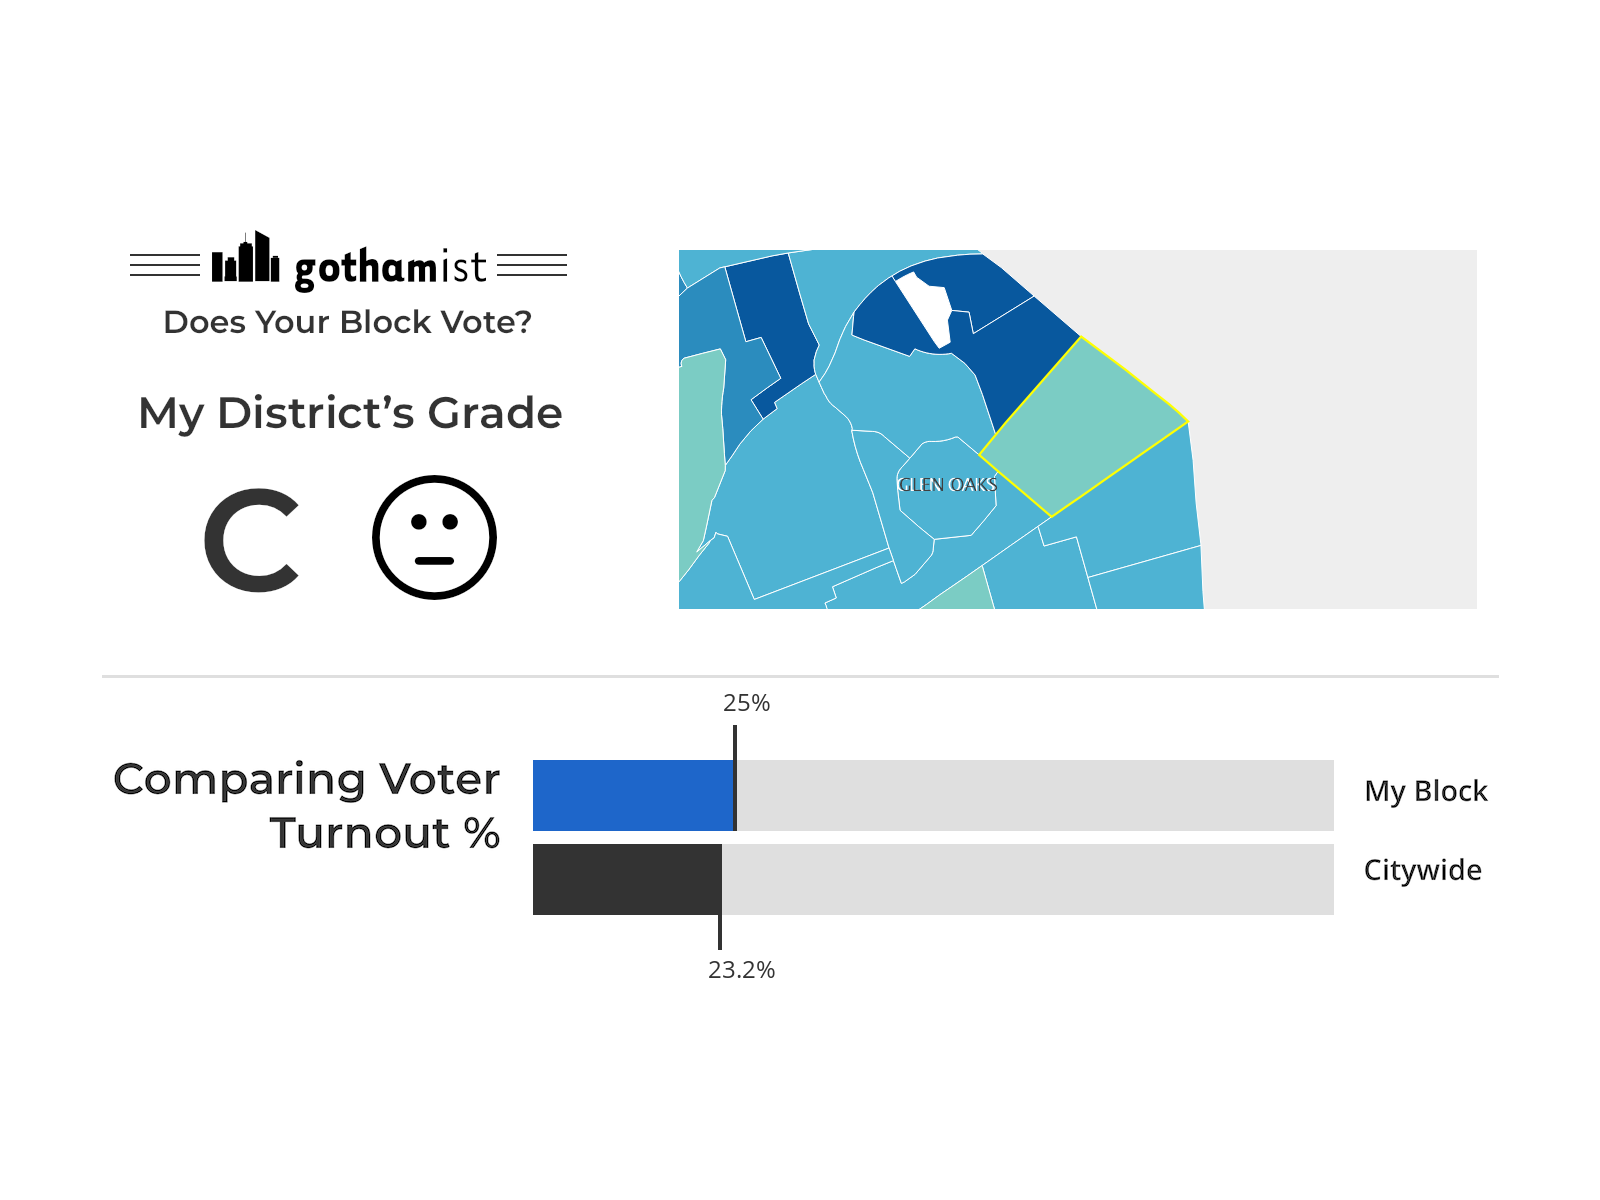 gothamist
Does Your Block Vote?
My District’s Grade
C
GLEN OAKS
25%
Comparing Voter
Turnout %
My Block
Citywide
23.2%